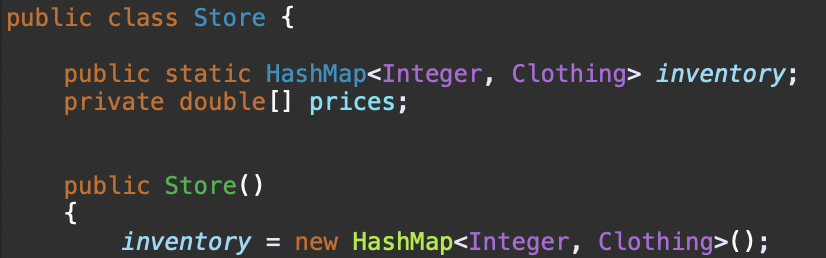 public class Store {
public static HashMap<Integer, Clothing> inventory;
private double[] prices;
public Store()
{
inventory = new HashMap<Integer, Clothing>();